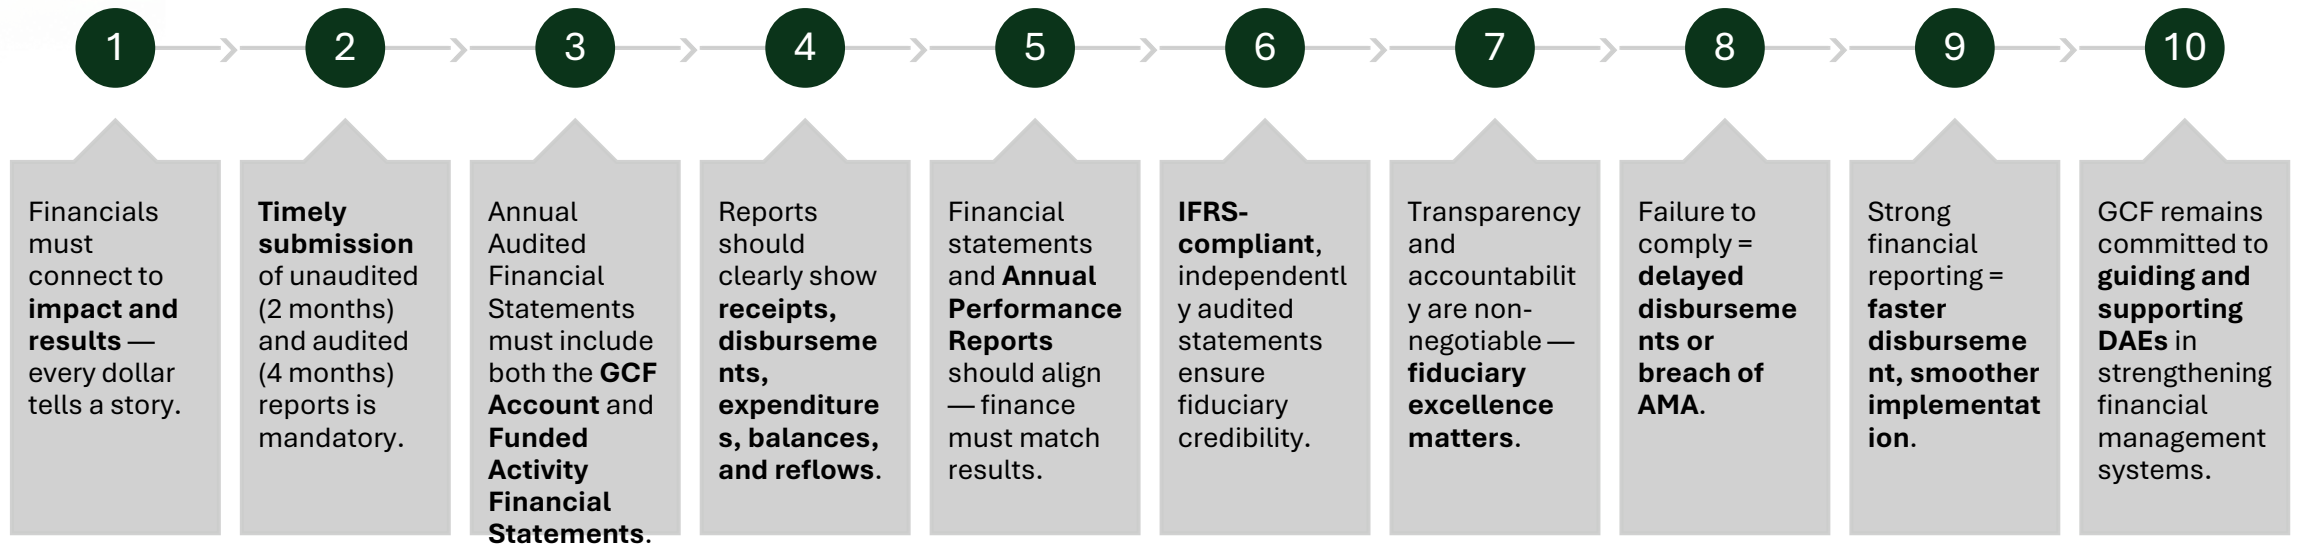 1
2
3
4
5
6
7
8
9
10
Financials
must
connect to
impact and
results —
every dollar
tells a story.
Timely
submission
of unaudited
(2 months)
and audited
(4 months)
reports is
mandatory.
Annual
Audited
Financial
Statements
must include
both the GCF
Account and
Funded
Activity
Financial
Statements.
Reports
should
clearly show
receipts,
disburseme
nts,
expenditure
s, balances,
and reflows.
Financial
statements
and Annual
Performance
Reports
should align
— finance
must match
results.
IFRS-
compliant,
independentl
y audited
statements
ensure
fiduciary
credibility.
Transparency
and
accountabilit
y are non-
negotiable —
fiduciary
excellence
matters.
Failure to
comply =
delayed
disburseme
nts or
breach of
AMA.
Strong
financial
reporting =
faster
disburseme
nt, smoother
implementat
ion.
GCF remains
committed to
guiding and
supporting
DAEs in
strengthening
financial
management
systems.